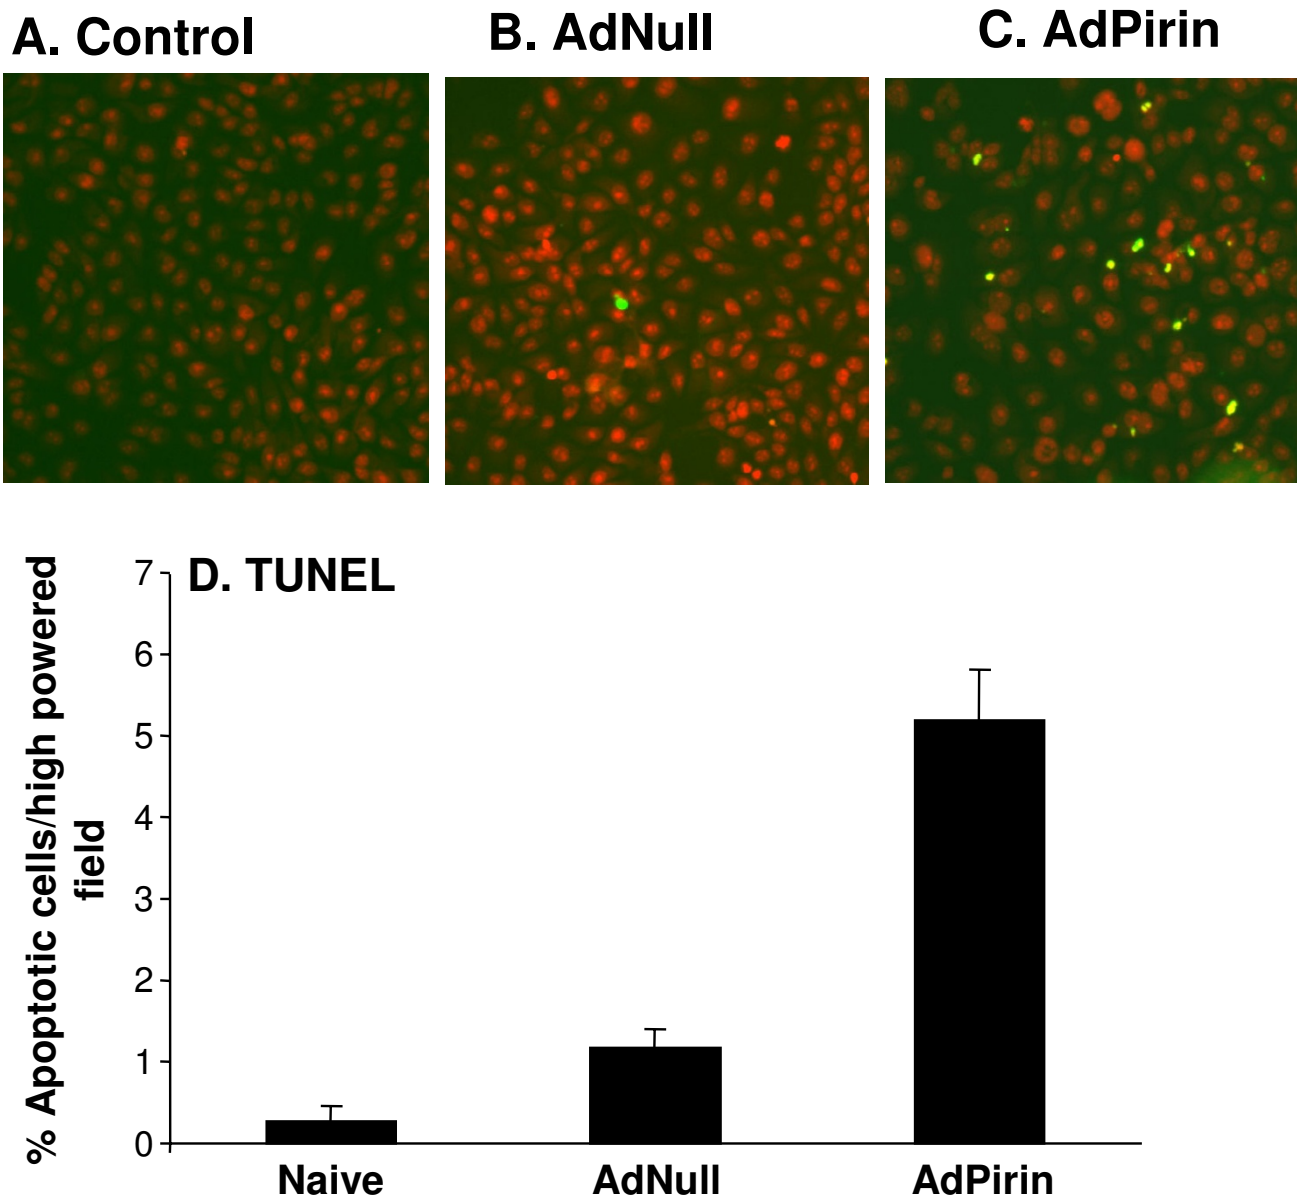 A. Control
B. AdNull
C. AdPirin
D. TUNEL
% Apoptotic cells/high powered
field
7
6
5
4
3
2
1
0
Naive
AdNull
AdPirin